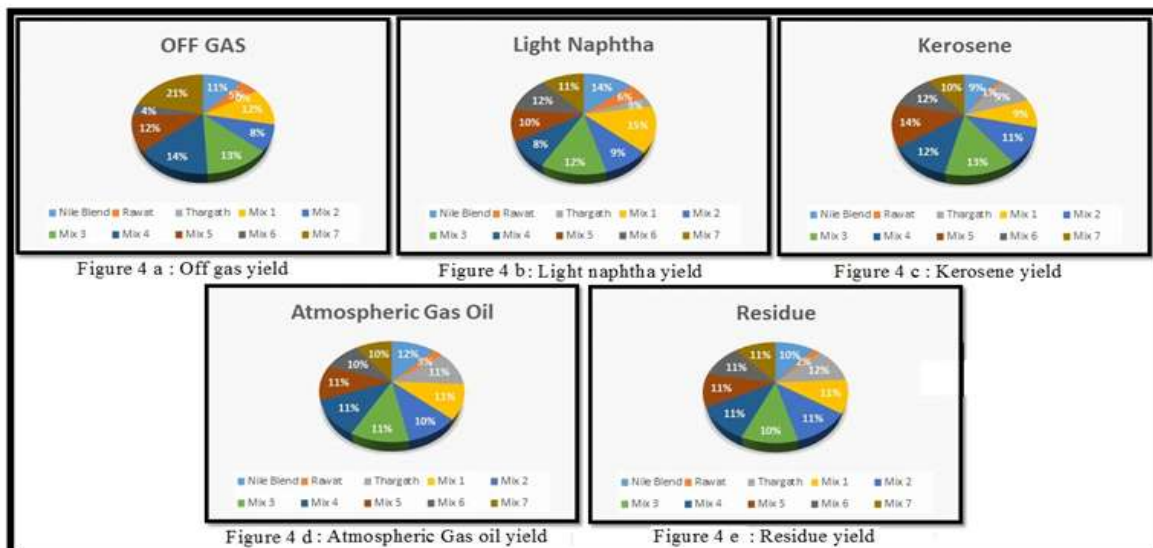 OFF GAS
11%
5%
0%
12%
8%
13%
14%
12%
4%
21%
Nile Blend Rawat Thargath Mix 1 Mix 2
Mix 3 Mix 4 Mix 5 Mix 6 Mix 7
Figure 4 a : Off gas yield
Light Naphtha
14%
6%
3%
15%
9%
12%
8%
10%
12%
11%
Nile Blend Rawat Thargath Mix 1 Mix 2
Mix 3 Mix 4 Mix 5 Mix 6 Mix 7
Figure 4 b : Light naphtha yield
Kerosene
9%
1%
9%
9%
11%
13%
12%
14%
12%
10%
Nile Blend Rawat Thargath Mix 1 Mix 2
Mix 3 Mix 4 Mix 5 Mix 6 Mix 7
Figure 4 c : Kerosene yield
Atmospheric Gas Oil
12%
3%
11%
11%
10%
11%
11%
11%
10%
10%
Nile Blend Rawat Thargath Mix 1 Mix 2
Mix 3 Mix 4 Mix 5 Mix 6 Mix 7
Figure 4 d : Atmospheric Gas oil yield
Residue
10%
2%
12%
11%
11%
10%
11%
11%
11%
11%
Nile Blend Rawat Thargath Mix 1 Mix 2
Mix 3 Mix 4 Mix 5 Mix 6 Mix 7
Figure 4 e : Residue yield